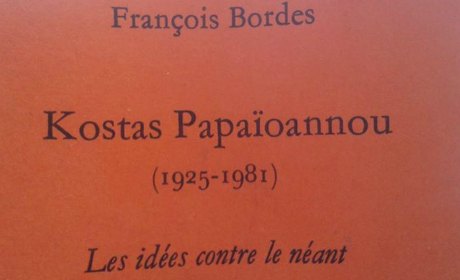 François Bordes
Kostas Papaïoannou
(1925-1981)
Les idées contre le néant